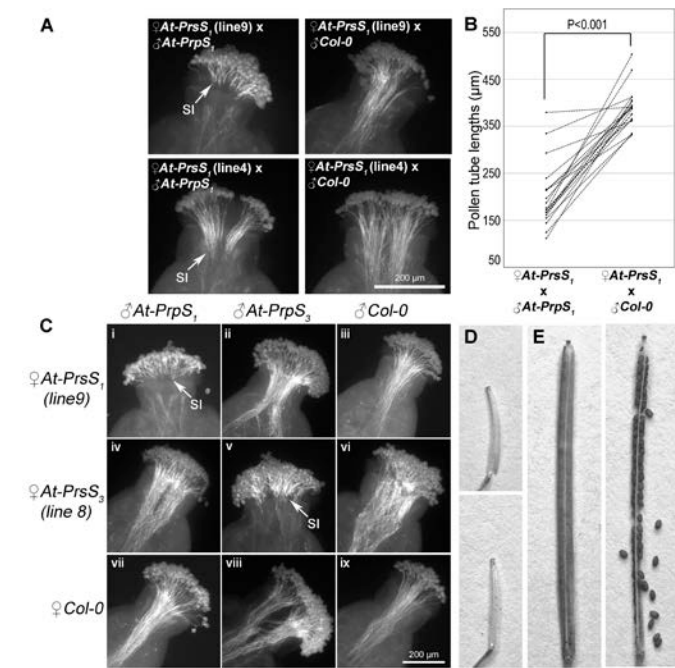 A
♀At-PrsS1 (line9) x
♂At-PrpS1
SI
♀At-PrsS1 (line9) x
♂Col-0
♀At-PrsS1 (line4) x
♂At-PrpS1
SI
♀At-PrsS1 (line4) x
♂Col-0
200 µm
B
P<0.001
Pollen tube lengths (µm)
550
450
350
250
150
50
♀At-PrsS1
x
♂At-PrpS1
♀At-PrsS1
x
♂Col-0
C
♂At-PrpS1
♂At-PrpS3
♂Col-0
♀At-PrsS1
(line9)
i
SI
ii
iii
♀At-PrsS3
(line 8)
iv
v
SI
vi
♀Col-0
vii
viii
ix
200 µm
D
E